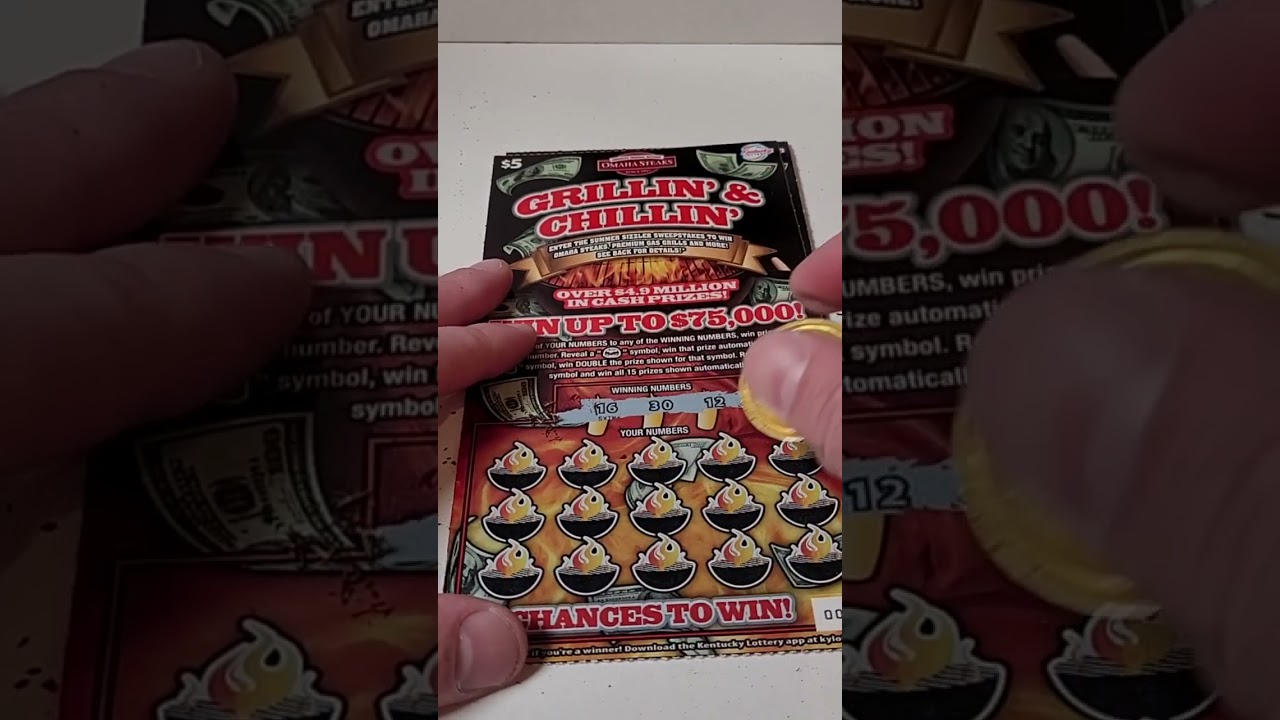 $5
OMAHA STEAKS
GRILLIN' &
CHILLIN'
ENTER THE SUMMER SIZZLER SWEEPSTAKES TO WIN
OMAHA STEAKS, PREMIUM GAS GRILLS AND MORE!
SEE BACK FOR DETAILS!*
OVER $4.9 MILLION
IN CASH PRIZES!
WIN UP TO $75,000!
of YOUR NUMBERS to any of the WINNING NUMBERS, win
number. Reveal a " " symbol, win that prize
symbol, win DOUBLE the prize shown for that symbol.
symbol and win all 15 prizes shown
WINNING NUMBERS
16 30 12
YOUR NUMBERS
CHANCES TO WIN!
00
if you're a winner! Download the Kentucky Lottery app at